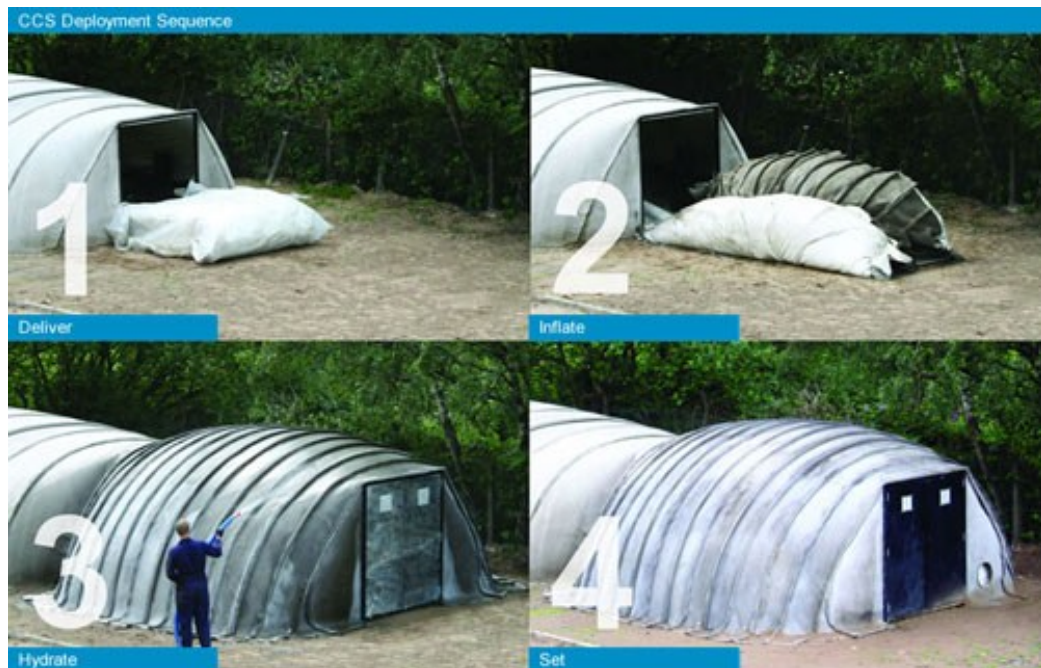 CCS Deployment Sequence
1
Deliver
2
Inflate
3
Hydrate
4
Set